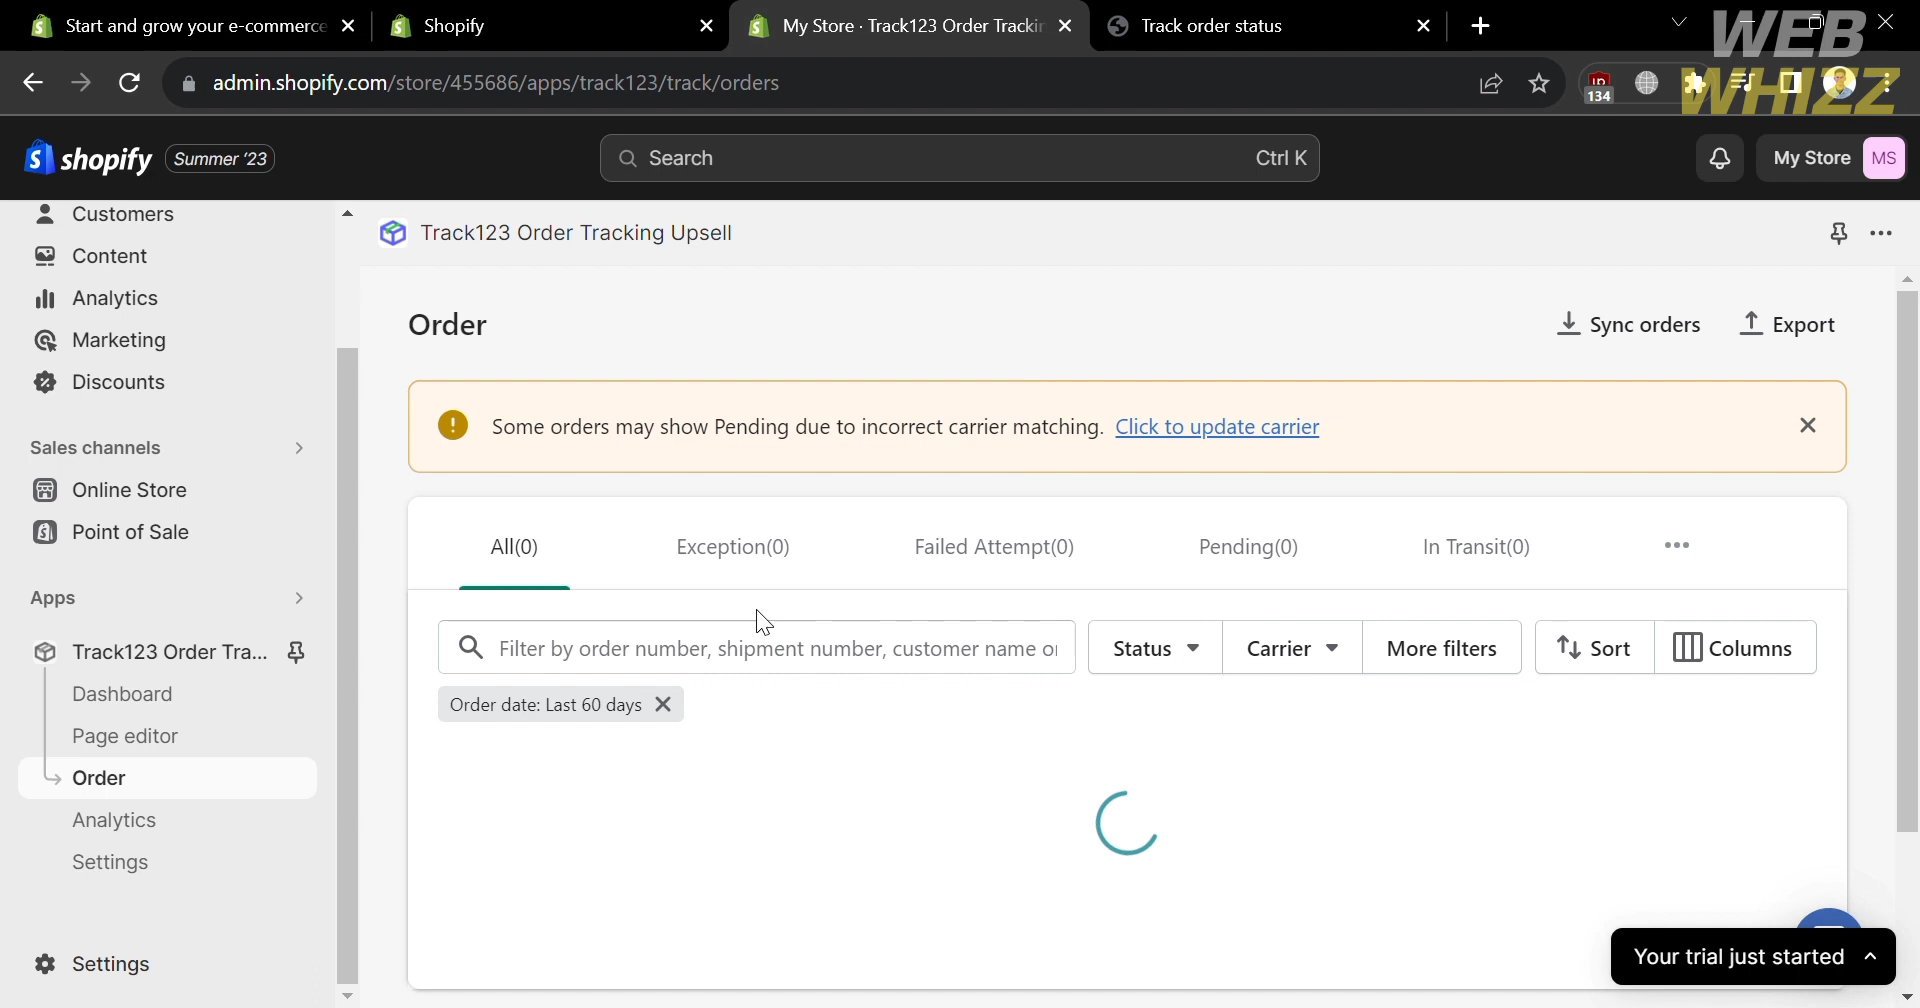 Start and grow your e-commerce
Shopify
My Store · Track123 Order Trackin
Track order status
WEB
WHIZZ
admin.shopify.com/store/455686/apps/track123/track/orders
134
shopify
Summer '23
Search
Ctrl K
My Store
MS
Customers
Content
Analytics
Marketing
Discounts
Sales channels
Online Store
Point of Sale
Apps
Track123 Order Tra...
Dashboard
Page editor
Order
Analytics
Settings
Settings
Track123 Order Tracking Upsell
Order
Sync orders
Export
Some orders may show Pending due to incorrect carrier matching. Click to update carrier
All(0)
Exception(0)
Failed Attempt(0)
Pending(0)
In Transit(0)
Filter by order number, shipment number, customer name or
Status
Carrier
More filters
Sort
Columns
Order date: Last 60 days
Your trial just started